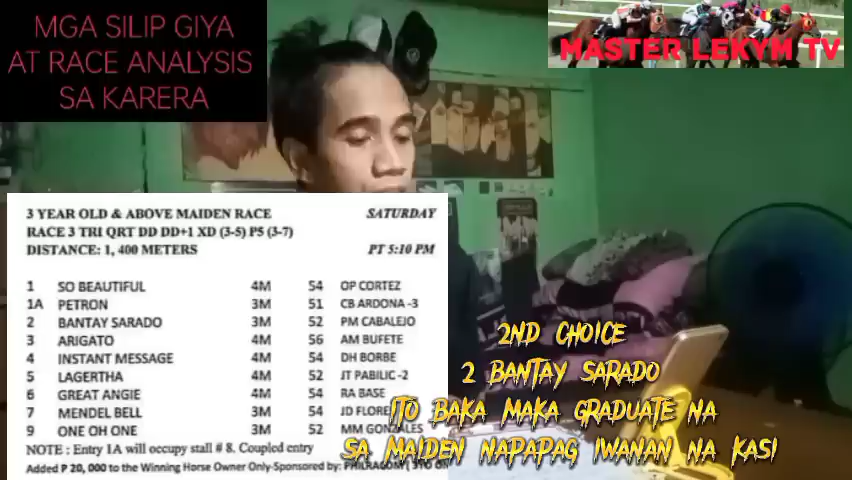 MGA SILIP GIYA
AT RACE ANALYSIS
SA KARERA
MASTER LEKYM TV
3 YEAR OLD & ABOVE MAIDEN RACE SATURDAY
RACE 3 TRI QRT DD DD+1 XD (3-5) P5 (3-7)
DISTANCE: 1, 400 METERS PT 5:10 PM
1 SO BEAUTIFUL 4M 54 OP CORTEZ
1A PETRON 3M 51 CB ARDONA -3
2 BANTAY SARADO 3M 52 PM CABALEJO
3 ARIGATO 4M 56 AM BUFETE
4 INSTANT MESSAGE 4M 54 DH BORBE
5 LAGERTHA 4M 52 JT PABILIC -2
6 GREAT ANGIE 4M 54 RA BASE
7 MENDEL BELL 3M 54 JD FLORE
9 ONE OH ONE 3M 52 MM GONZALES
NOTE : Entry 1A will occupy stall # 8. Coupled entry
Added P 20, 000 to the Winning Horse Owner Only-Sponsored by:
2ND CHOICE
2 BANTAY SARADO
ITO BAKA MAKA GRADUATE NA
SA MAIDEN NAPAPAG IWANAN NA KASI